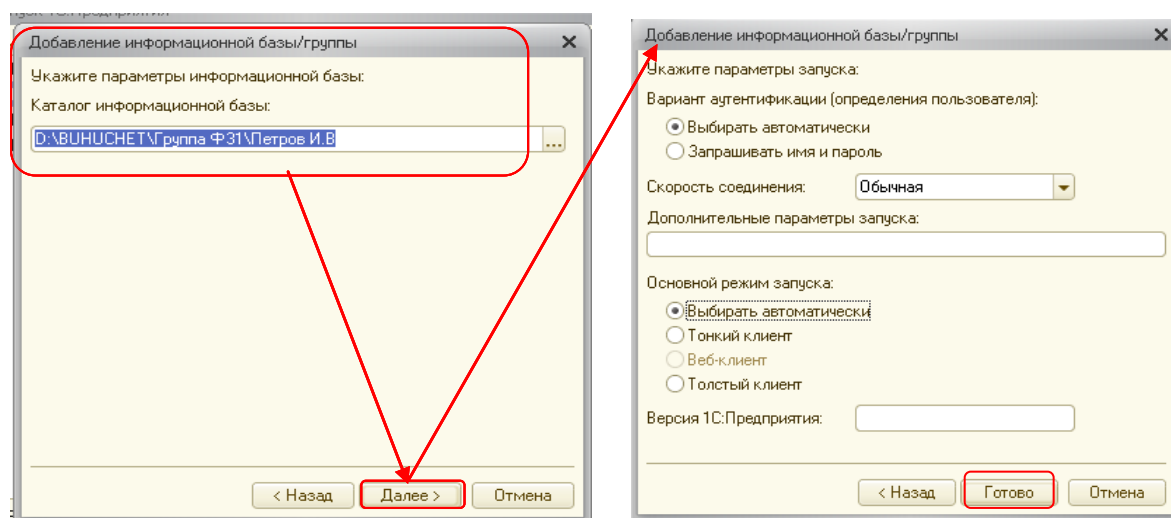 Добавление информационной базы/группы
Укажите параметры информационной базы:
Каталог информационной базы:
D:\BUHUCHET\Группа Ф31\Петров И.В
...
< Назад
Далее >
Отмена
Добавление информационной базы/группы
Укажите параметры запуска:
Вариант аутентификации (определения пользователя):
Выбирать автоматически
Запрашивать имя и пароль
Скорость соединения: Обычная
Дополнительные параметры запуска:
Основной режим запуска:
Выбирать автоматически
Тонкий клиент
Веб-клиент
Толстый клиент
Версия 1С:Предприятия:
< Назад
Готово
Отмена